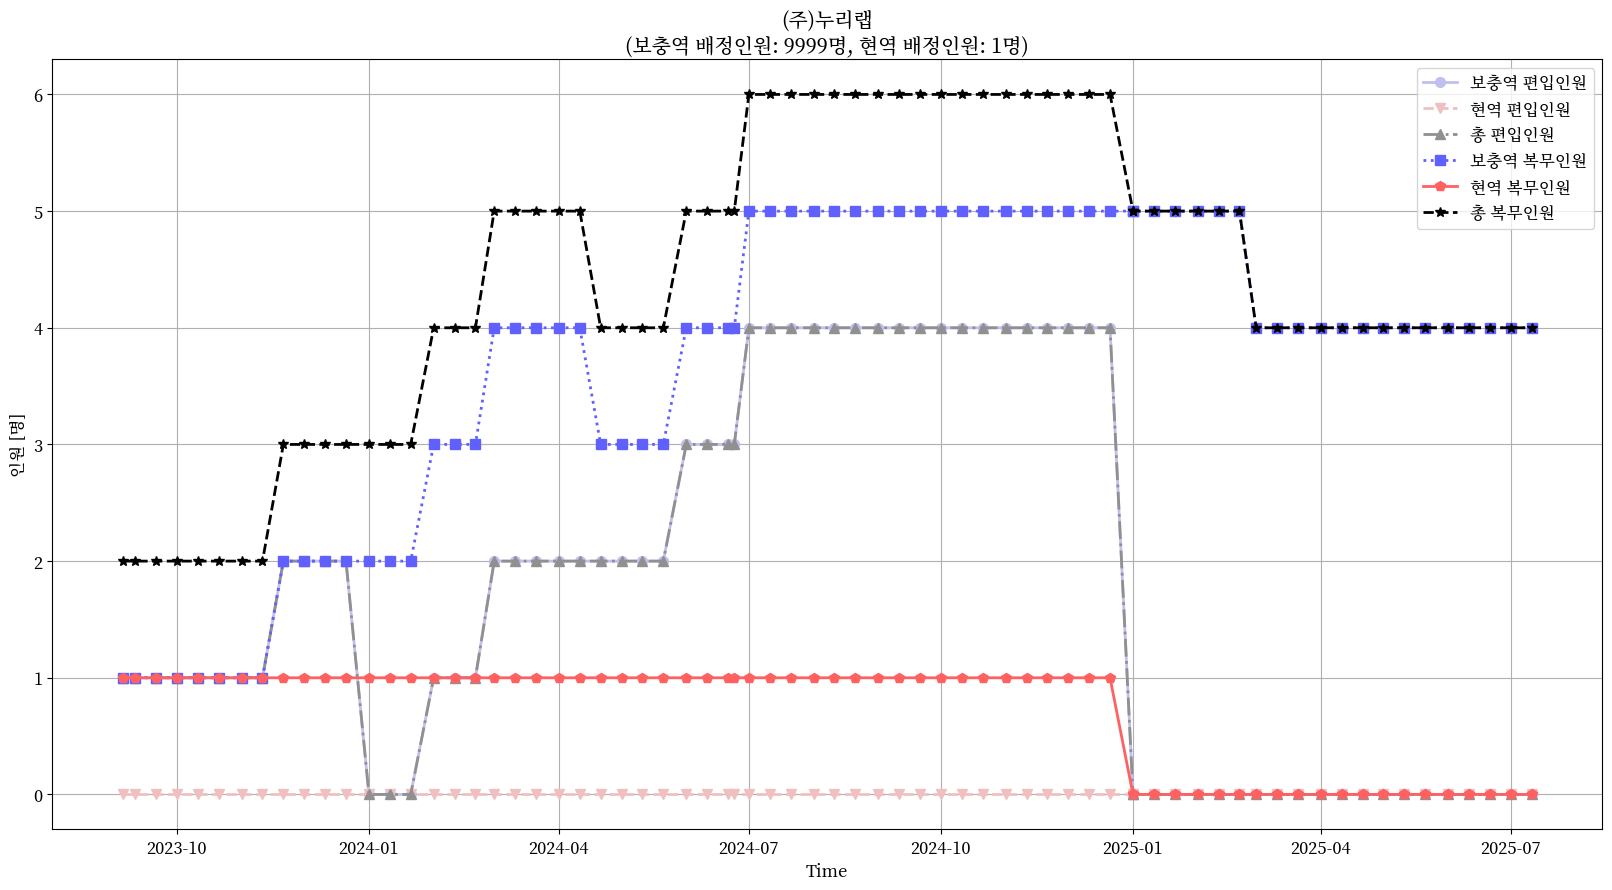 (주)누리랩
(보충역 배정인원: 9999명, 현역 배정인원: 1명)
보충역 편입인원
현역 편입인원
총 편입인원
보충역 복무인원
현역 복무인원
총 복무인원
인원 [명]
6
5
4
3
2
1
0
2023-10
2024-01
2024-04
2024-07
2024-10
2025-01
2025-04
2025-07
Time